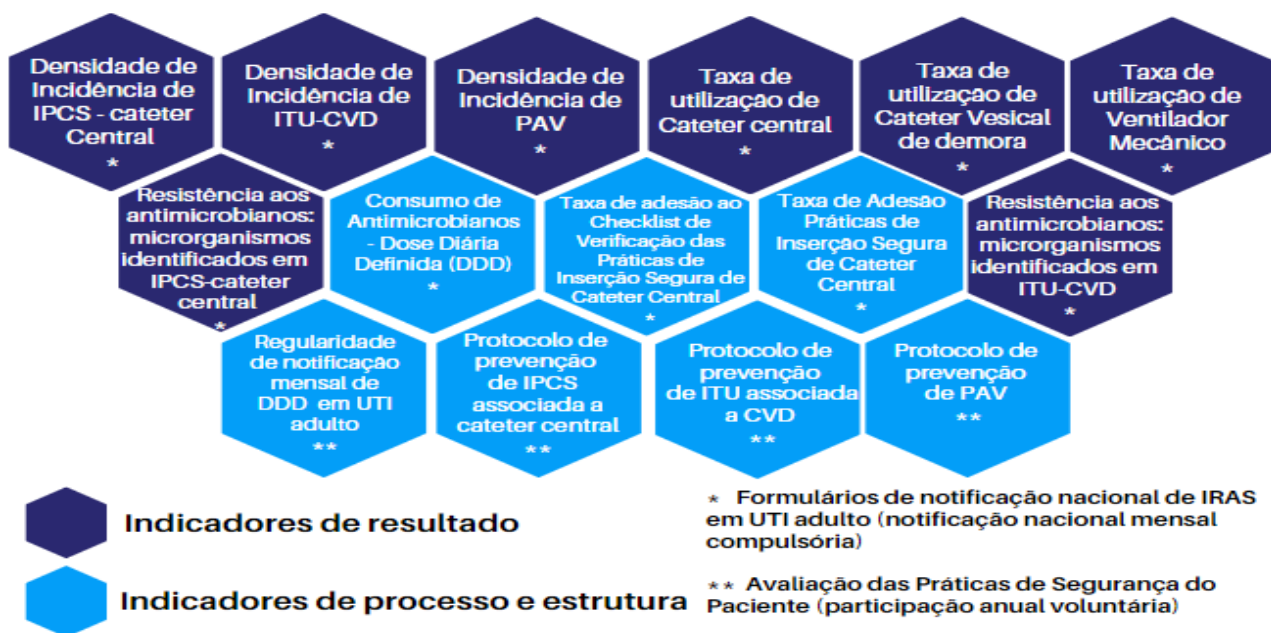 Densidade de
Incidência de
IPCS - cateter
Central
*
Densidade de
Incidência de
ITU-CVD
*
Densidade de
Incidência de
PAV
*
Taxa de
utilização de
Cateter central
*
Taxa de
utilização de
Cateter Vesical
de demora
*
Taxa de
utilização de
Ventilador
Mecânico
*
Resistência aos
antimicrobianos:
microrganismos
identificados em
IPCS-cateter
central
*
Consumo de
Antimicrobianos
- Dose Diária
Definida (DDD)
*
Taxa de adesão ao
Checklist de
Verificação das
Práticas de
Inserção Segura de
Cateter Central
*
Taxa de Adesão
Práticas de
Inserção Segura
de Cateter
Central
*
Resistência aos
antimicrobianos:
microrganismos
identificados em
ITU-CVD
*
Regularidade
de notificação
mensal de
DDD em UTI
adulto
**
Protocolo de
prevenção
de IPCS
associada a
cateter central
**
Protocolo de
prevenção
de ITU associada
a CVD
**
Protocolo de
prevenção
de PAV
**
Indicadores de resultado
* Formulários de notificação nacional de IRAS
em UTI adulto (notificação nacional mensal
compulsória)
Indicadores de processo e estrutura
** Avaliação das Práticas de Segurança do
Paciente (participação anual voluntária)